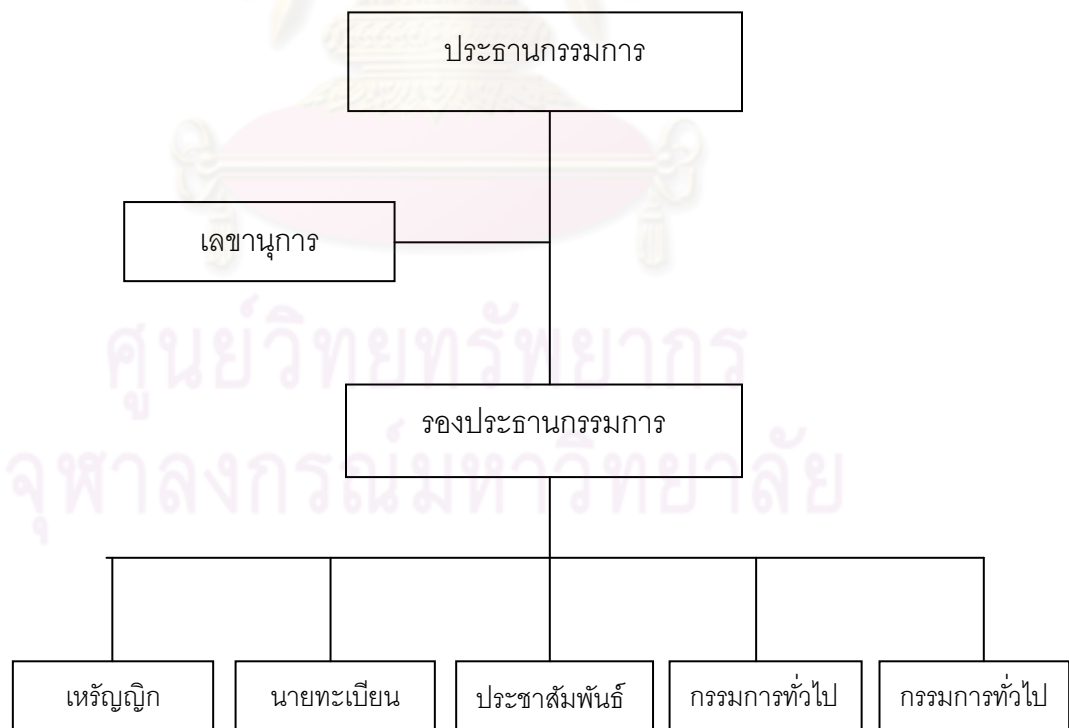 ประธานกรรมการ
เลขานุการ
ศูนย์วิทยทรัพยากร
รองประธานกรรมการ
จุฬาลงกรณ์มหาวิทยาลัย
เหรัญญิก
นายทะเบียน
ประชาสัมพันธ์
กรรมการทั่วไป
กรรมการทั่วไป